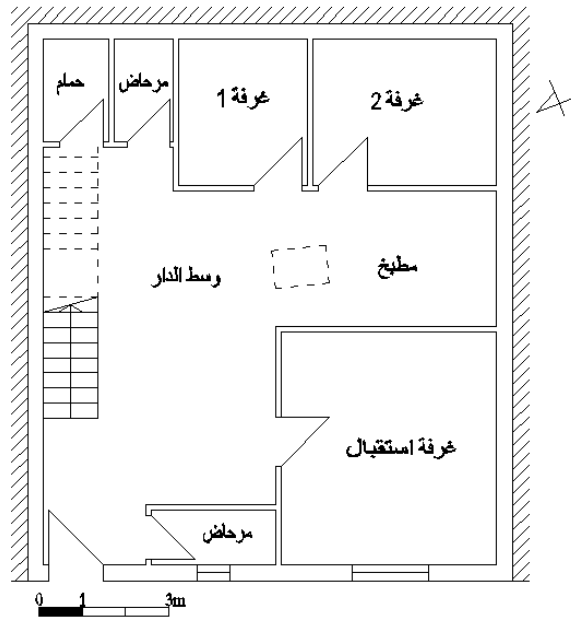 حمام
مرحاض
غرفة 1
غرفة 2
وسط الدار
مطبخ
غرفة استقبال
مرحاض
0 1 3m